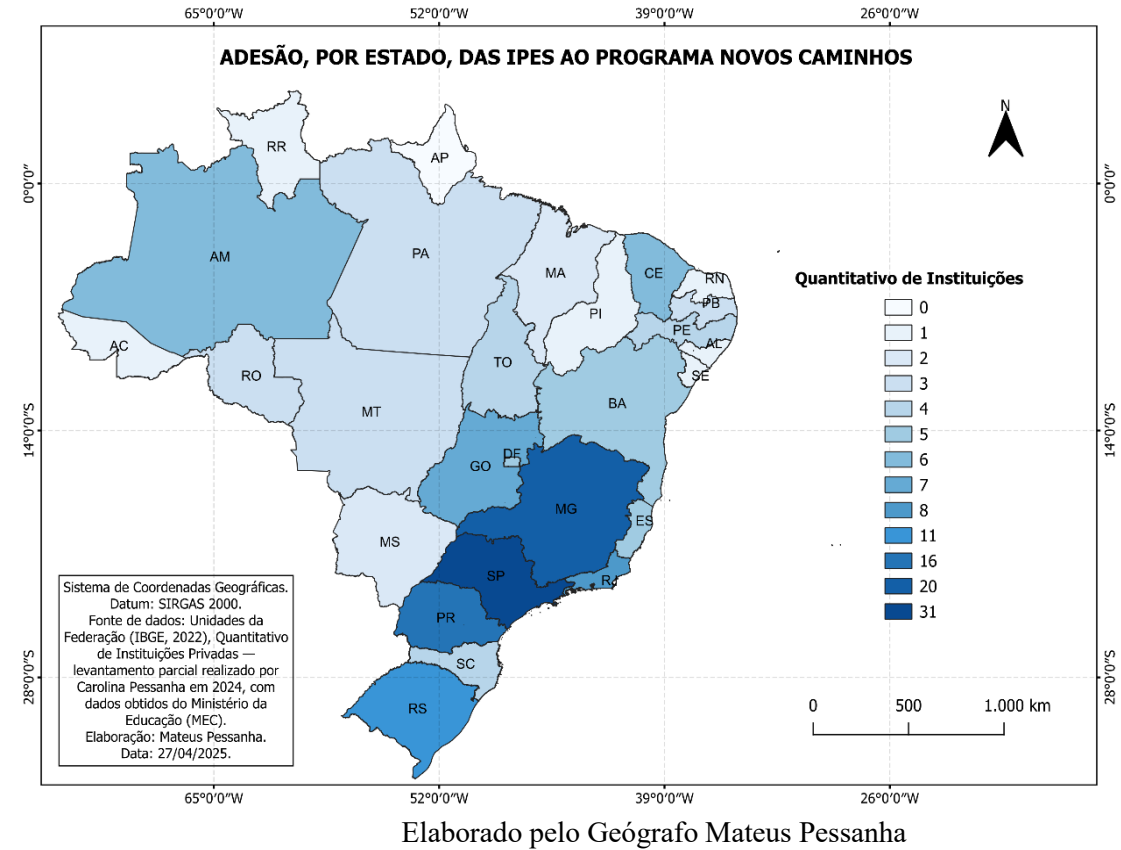 65°0'0"W 52°0'0"W 39°0'0"W 26°0'0"W
ADESÃO, POR ESTADO, DAS IPES AO PROGRAMA NOVOS CAMINHOS
N
RR
AP
0°0'0"
0°0'0"
AM
PA
MA
CE
RN
PB
PI
PE
AL
SE
AC
RO
TO
BA
MT
Quantitativo de Instituições
0
1
2
3
4
5
6
7
8
11
16
20
31
14°0'0"S
14°0'0"S
DF
GO
MG
ES
MS
SP
RJ
PR
SC
RS
Sistema de Coordenadas Geográficas.
Datum: SIRGAS 2000.
Fonte de dados: Unidades da
Federação (IBGE, 2022), Quantitativo
de Instituições Privadas —
levantamento parcial realizado por
Carolina Pessanha em 2024, com
dados obtidos do Ministério da
Educação (MEC).
Elaboração: Mateus Pessanha.
Data: 27/04/2025.
28°0'0"S
28°0'0"S
0 500 1.000 km
65°0'0"W 52°0'0"W 39°0'0"W 26°0'0"W
Elaborado pelo Geógrafo Mateus Pessanha